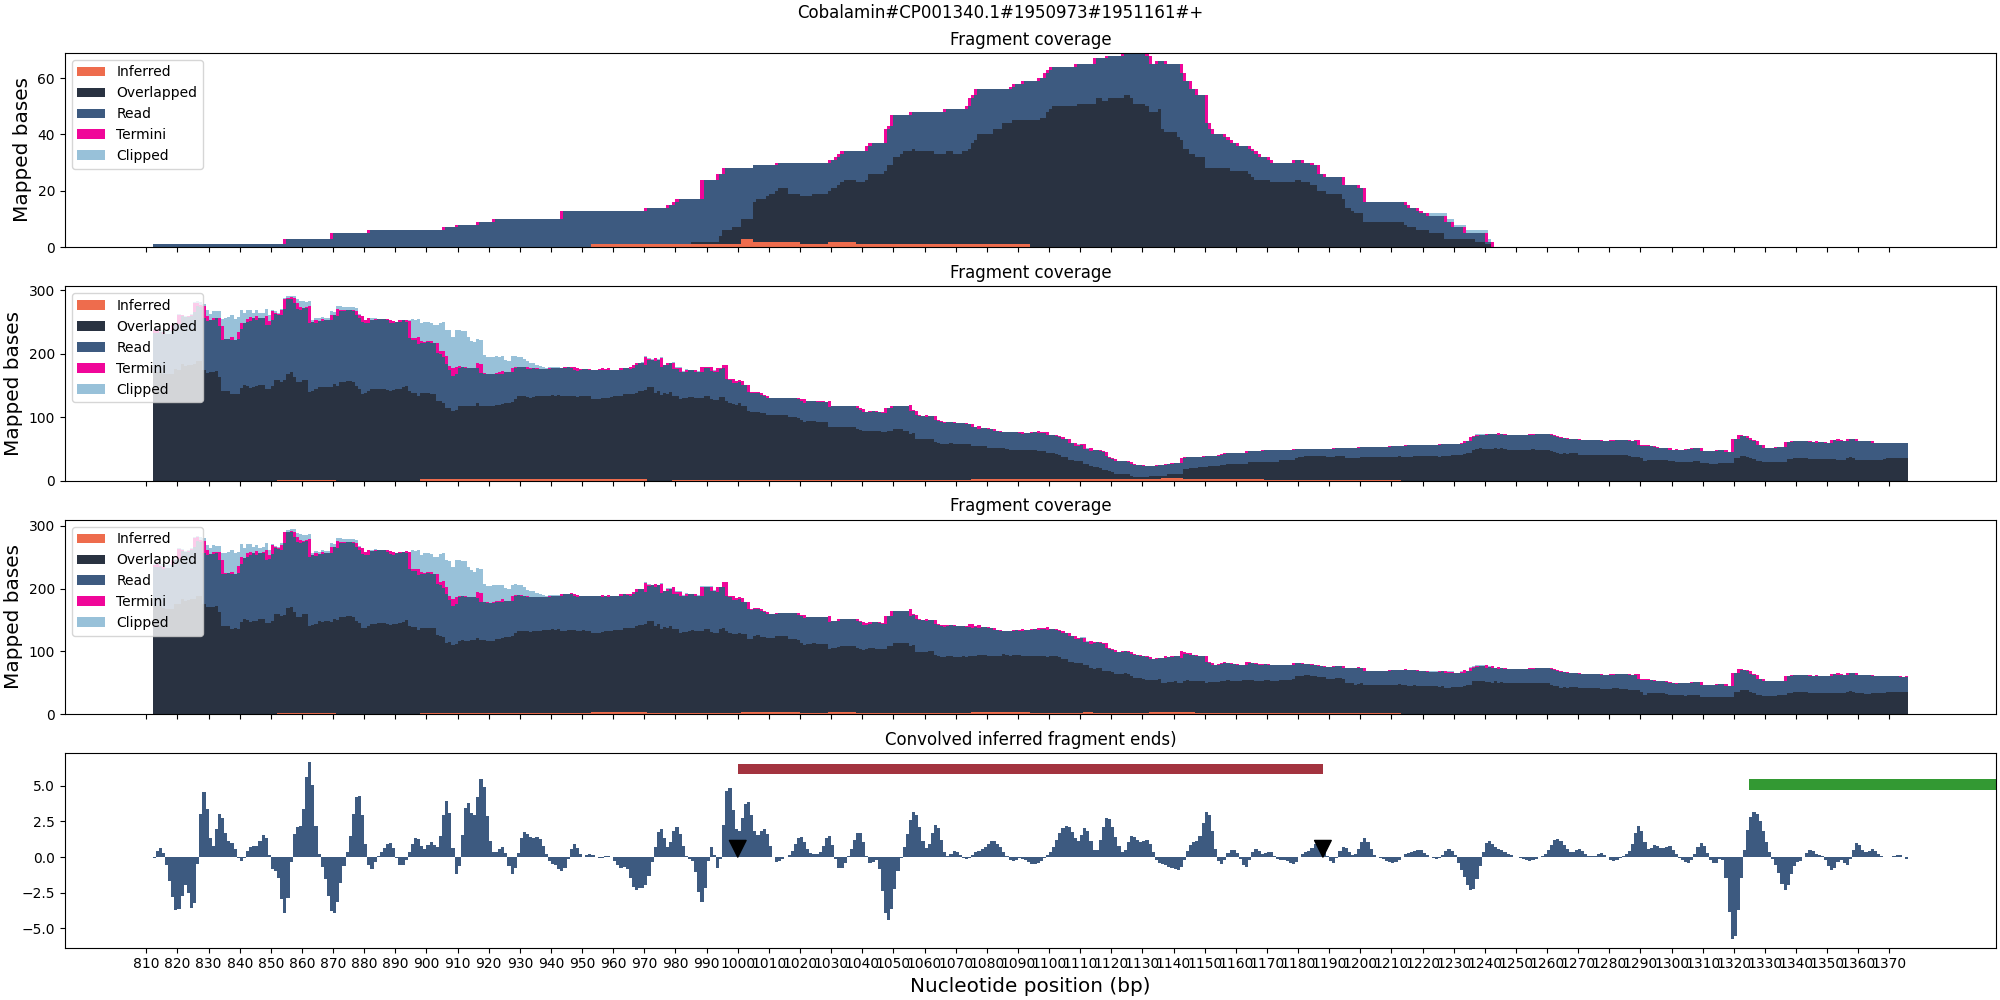 Cobalamin#CP001340.1#1950973#1951161#+
Fragment coverage
Mapped bases
60
40
20
0
Inferred
Overlapped
Read
Termini
Clipped
Fragment coverage
Mapped bases
300
200
100
0
Inferred
Overlapped
Read
Termini
Clipped
Fragment coverage
Mapped bases
300
200
100
0
Inferred
Overlapped
Read
Termini
Clipped
Convolved inferred fragment ends)
5.0
2.5
0.0
−2.5
−5.0
810 820 830 840 850 860 870 880 890 900 910 920 930 940 950 960 970 980 990 1000 1010 1020 1030 1040 1050 1060 1070 1080 1090 1100 1110 1120 1130 1140 1150 1160 1170 1180 1190 1200 1210 1220 1230 1240 1250 1260 1270 1280 1290 1300 1310 1320 1330 1340 1350 1360 1370
Nucleotide position (bp)